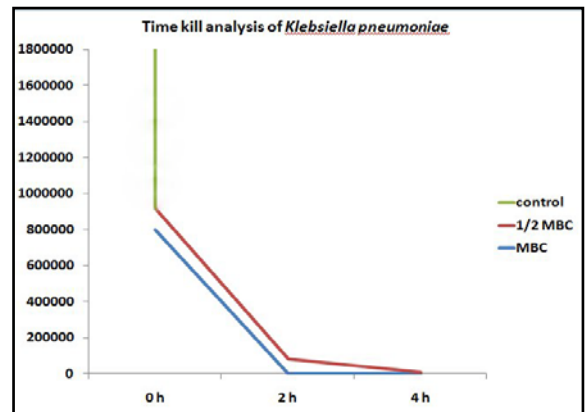 Time kill analysis of Klebsiella pneumoniae
1800000
1600000
1400000
1200000
1000000
800000
600000
400000
200000
0
0 h 2 h 4 h
control
1/2 MBC
MBC